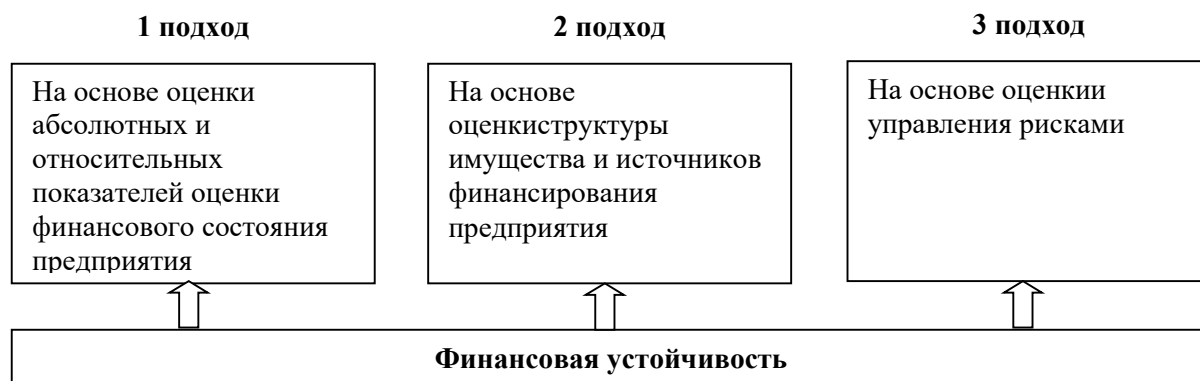 1 подход
2 подход
3 подход
На основе оценки
абсолютных и
относительных
показателей оценки
финансового состояния
предприятия
На основе
оценкиструктуры
имущества и источников
финансирования
предприятия
На основе оценкии
управления рисками
Финансовая устойчивость